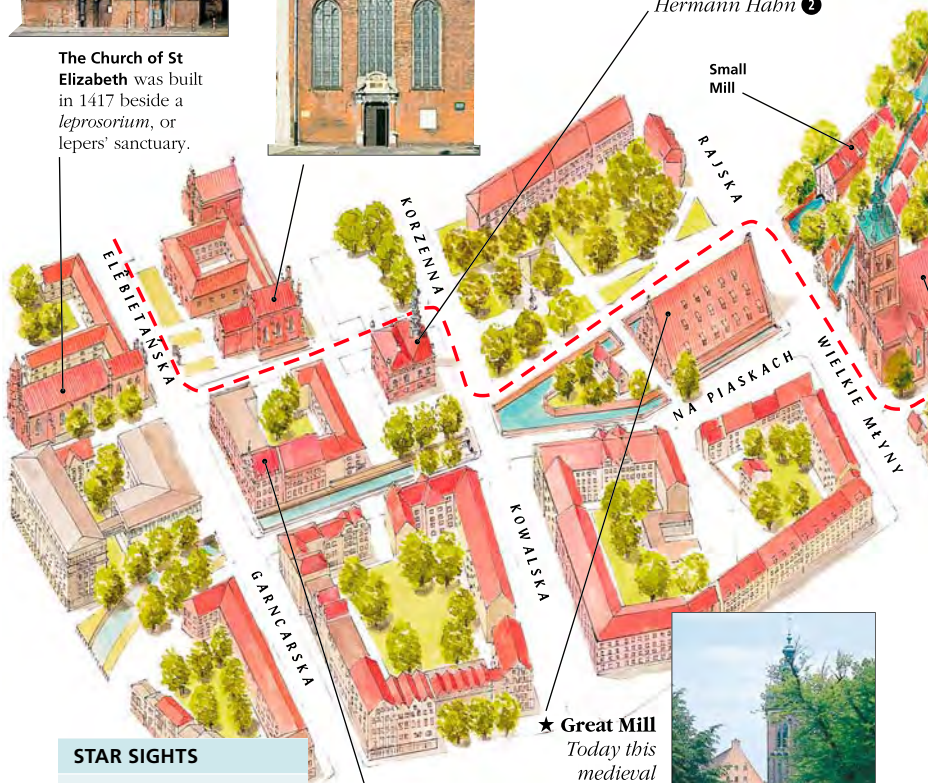 Hermann Hahn 2
The Church of St
Elizabeth was built
in 1417 beside a
leprosorium, or
lepers' sanctuary.
Small
Mill
RAJSKA
KORZENNA
ELŻBIETAŃSKA
WIELKIE MŁYNY
NA PIASKACH
KOWALSKA
GARNCARSKA
★ Great Mill
Today this
medieval
STAR SIGHTS